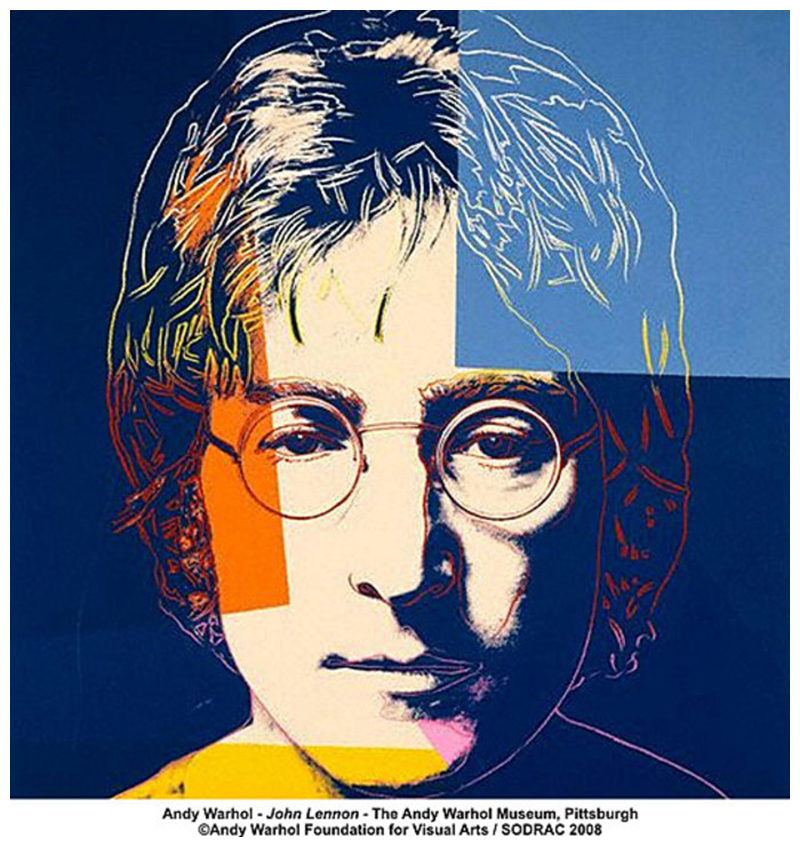 Andy Warhol - John Lennon - The Andy Warhol Museum, Pittsburgh
©Andy Warhol Foundation for Visual Arts / SODRAC 2008